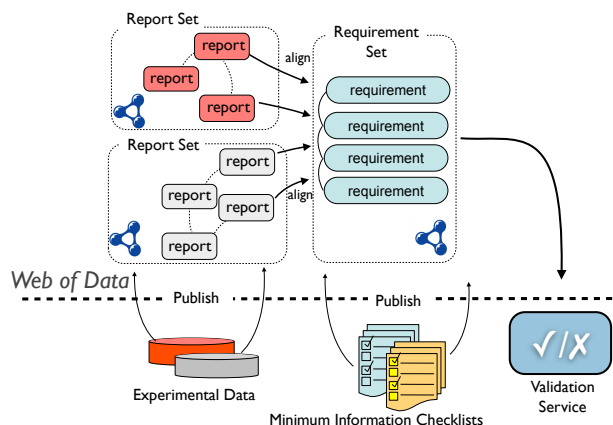 Report Set
report
report
report
align
Requirement
Set
requirement
requirement
requirement
requirement
Report Set
report
report
report
report
align
Web of Data
Publish
Publish
Experimental Data
Minimum Information Checklists
✓/✗
Validation
Service